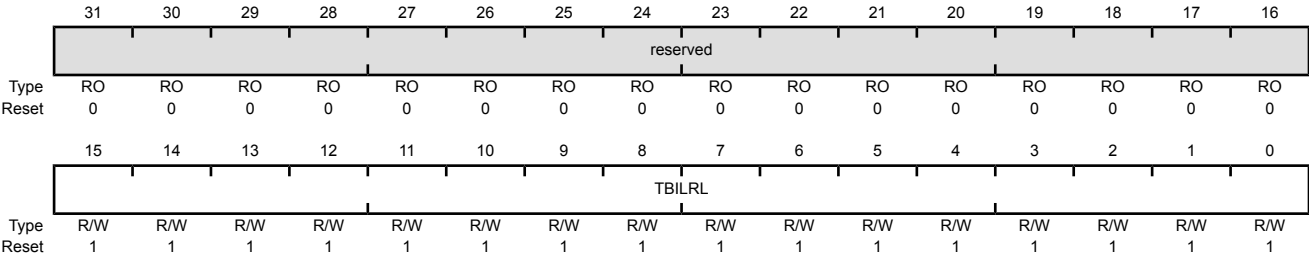 31 30 29 28 27 26 25 24 23 22 21 20 19 18 17 16
reserved
Type RO RO RO RO RO RO RO RO RO RO RO RO RO RO RO RO
Reset 0 0 0 0 0 0 0 0 0 0 0 0 0 0 0 0
15 14 13 12 11 10 9 8 7 6 5 4 3 2 1 0
TBILRL
Type R/W R/W R/W R/W R/W R/W R/W R/W R/W R/W R/W R/W R/W R/W R/W R/W
Reset 1 1 1 1 1 1 1 1 1 1 1 1 1 1 1 1